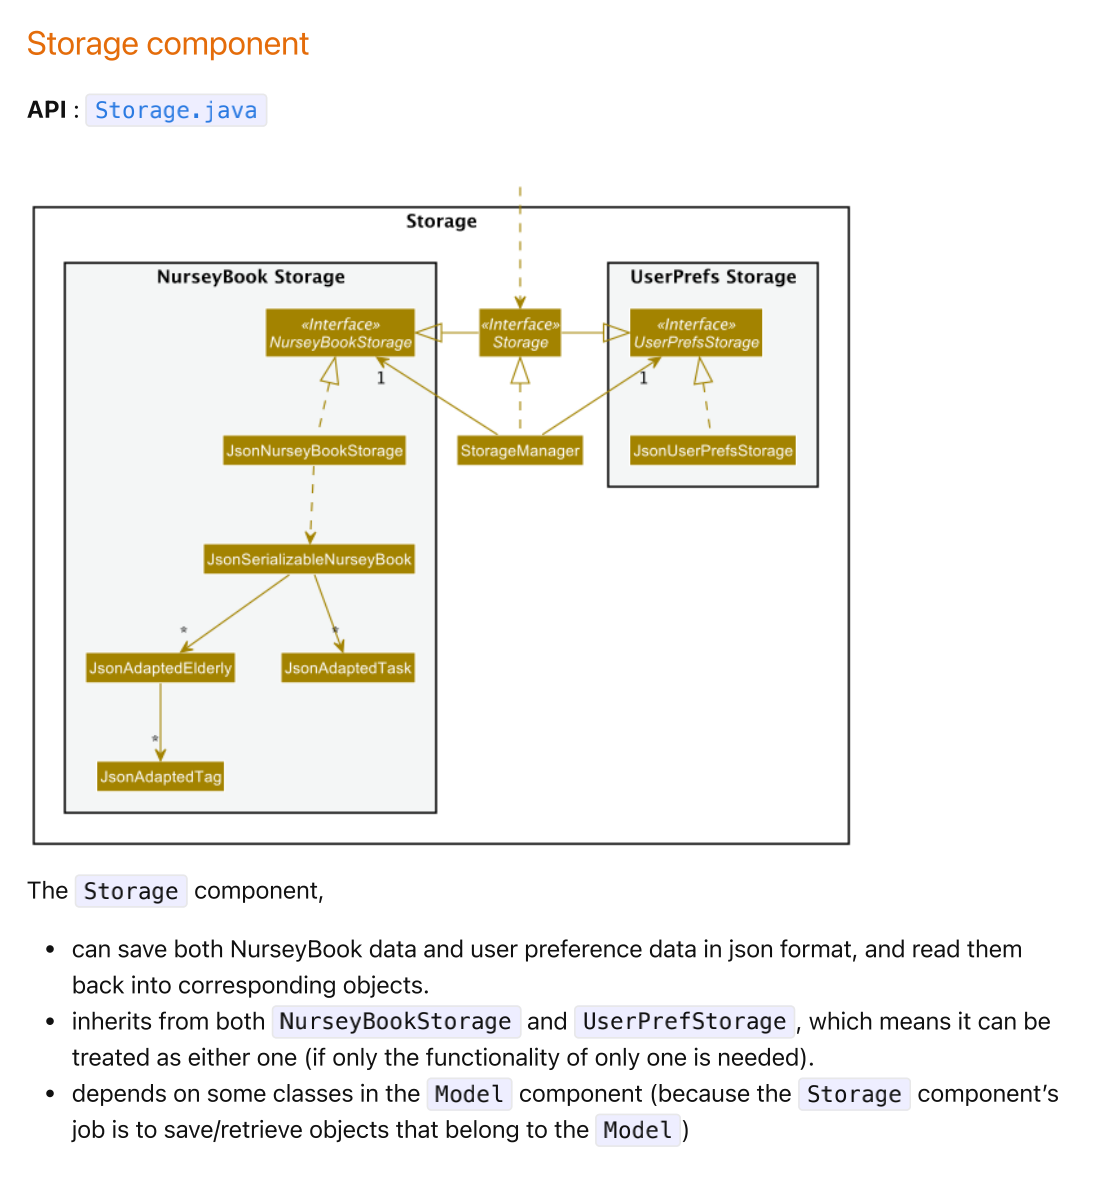 Storage component
API : Storage.java
Storage
NurseyBook Storage
UserPrefs Storage
«Interface»
NurseyBookStorage
«Interface»
Storage
«Interface»
UserPrefsStorage
1
1
JsonNurseyBookStorage
StorageManager
JsonUserPrefsStorage
JsonSerializableNurseyBook
*
*
JsonAdaptedElderly
JsonAdaptedTask
*
JsonAdaptedTag
The Storage component,
• can save both NurseyBook data and user preference data in json format, and read them
back into corresponding objects.
• inherits from both NurseyBookStorage and UserPrefStorage, which means it can be
treated as either one (if only the functionality of only one is needed).
• depends on some classes in the Model component (because the Storage component’s
job is to save/retrieve objects that belong to the Model)